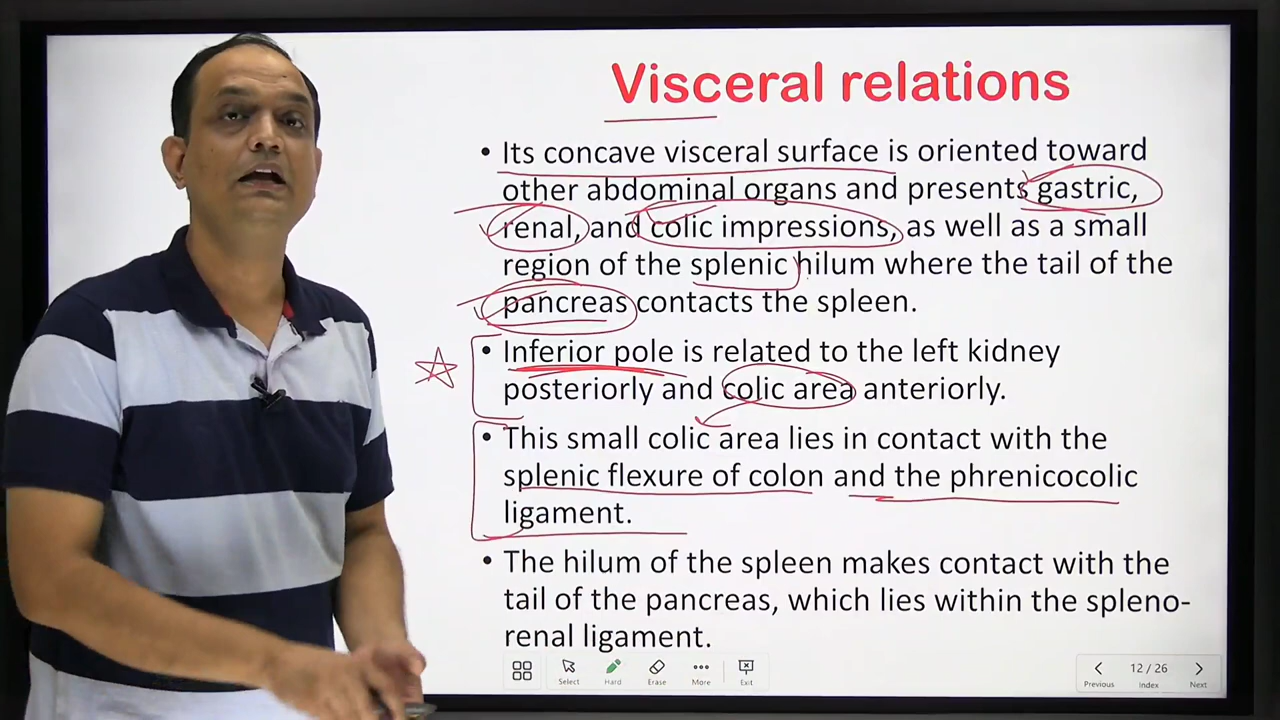 Visceral relations
• Its concave visceral surface is oriented toward
other abdominal organs and presents gastric,
renal, and colic impressions, as well as a small
region of the splenic hilum where the tail of the
pancreas contacts the spleen.
• Inferior pole is related to the left kidney
posteriorly and colic area anteriorly.
• This small colic area lies in contact with the
splenic flexure of colon and the phrenicocolic
ligament.
• The hilum of the spleen makes contact with the
tail of the pancreas, which lies within the spleno-
renal ligament.
Select Hard Erase More Exit
12 / 26
Previous Index Next